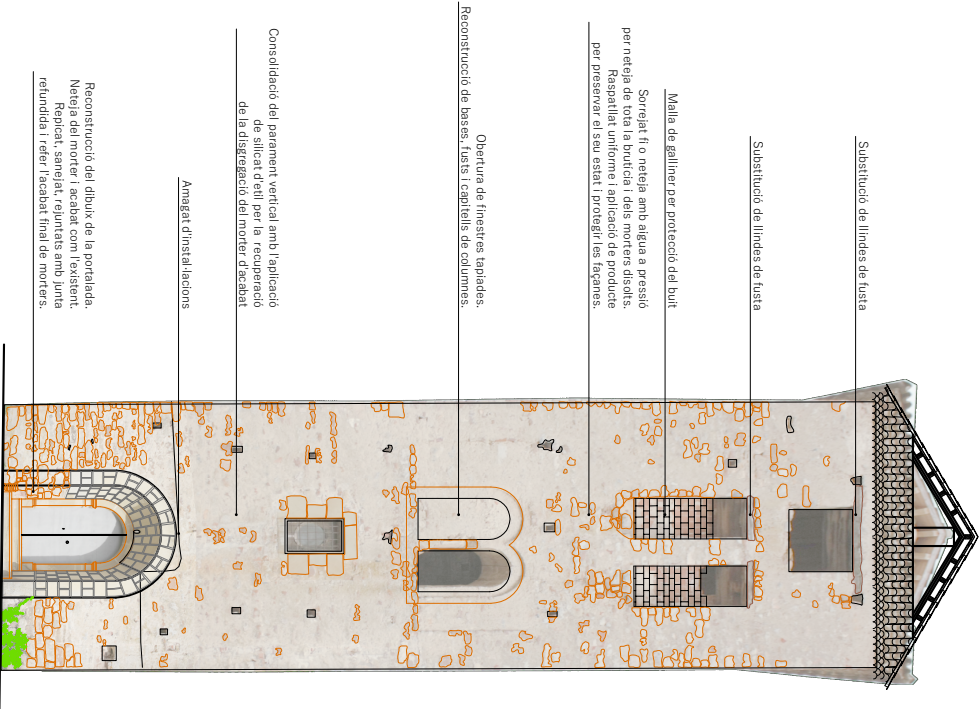 Substitució de llindes de fusta
Substitució de llindes de fusta
Malla de galliner per protecció del buit
Sorrejat fi o neteja amb aigua a pressió
per neteja de tota la brutícia i dels morters disolts.
Raspatllat uniforme i aplicació de producte
per preservar el seu estat i protegir les façanes.
Obertura de finestres tapiades.
Reconstrucció de bases, fusts i capitells de columnes.
Consolidació del parament vertical amb l'aplicació
de silicat d'etil per la recuperació
de la disgregació del morter d'acabat
Amagat d'instal·lacions
Reconstrucció del dibuix de la portalada.
Neteja del morter i acabat com l'existent.
Repicat, sanejat, rejuntats amb junta
refundida i refer l'acabat final de morters.